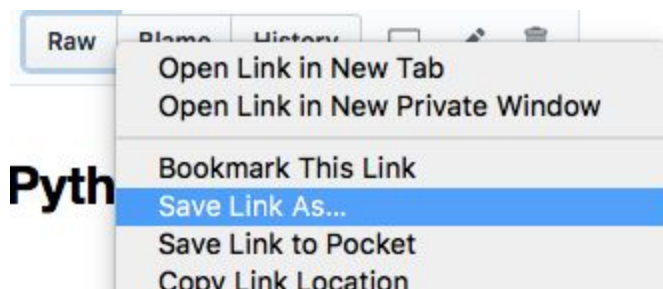 Raw Blame History
Open Link in New Tab
Open Link in New Private Window
Bookmark This Link
Pyth
Save Link As...
Save Link to Pocket
Copy Link Location